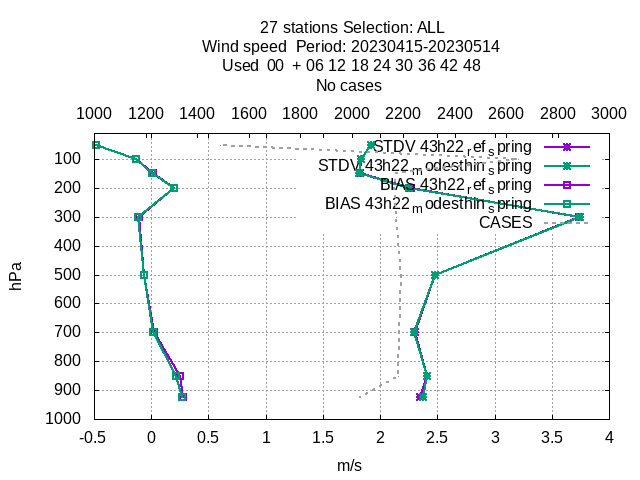 27 stations Selection: ALL
Wind speed  Period: 20230415-20230514
Used  00  + 06 12 18 24 30 36 42 48
No cases
1000 1200 1400 1600 1800 2000 2200 2400 2600 2800 3000
STDV 43h22_ref_spring
STDV 43h22_modesthin_spring
BIAS 43h22_ref_spring
BIAS 43h22_modesthin_spring
CASES
100
200
300
400
500
600
700
800
900
1000
hPa
-0.5 0 0.5 1 1.5 2 2.5 3 3.5 4
m/s